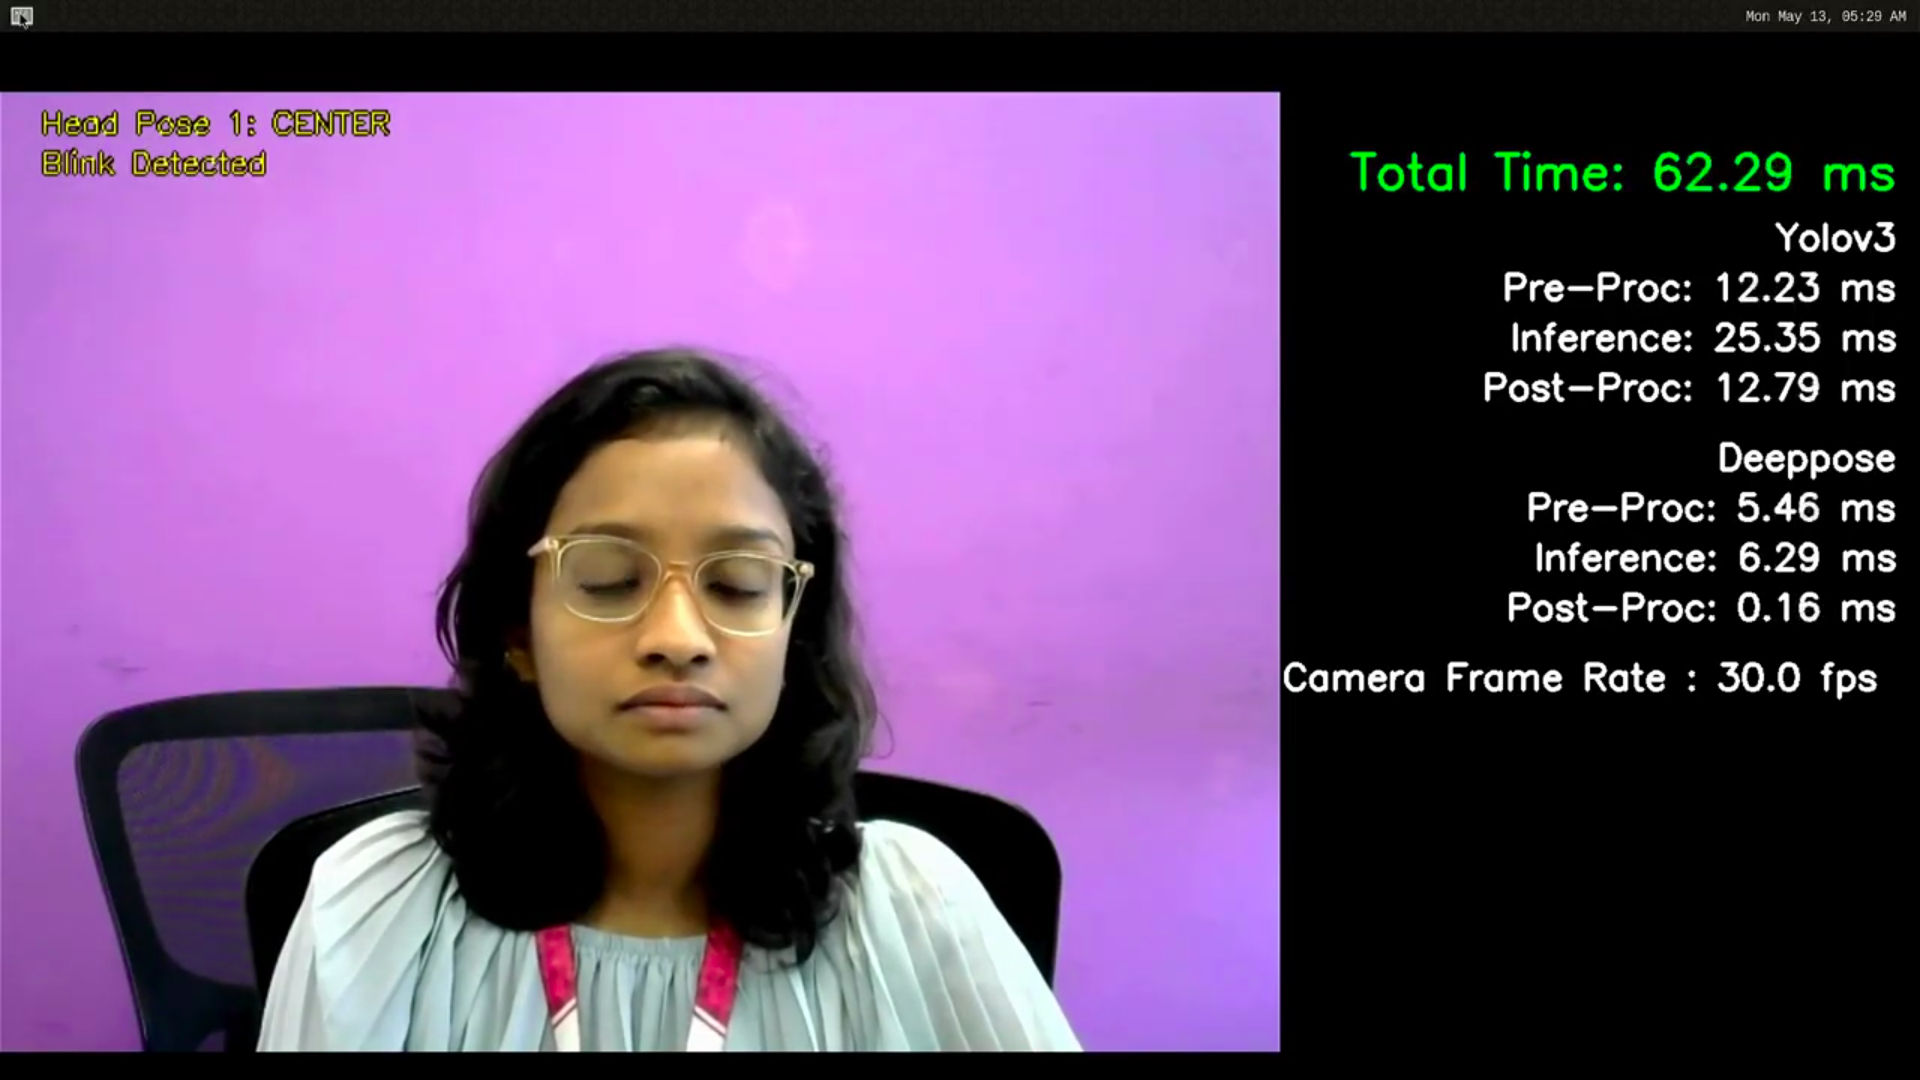 Mon May 13, 05:29 AM
Head Pose 1: CENTER
Blink Detected
Total Time: 62.29 ms
Yolov3
Pre-Proc: 12.23 ms
Inference: 25.35 ms
Post-Proc: 12.79 ms
Deeppose
Pre-Proc: 5.46 ms
Inference: 6.29 ms
Post-Proc: 0.16 ms
Camera Frame Rate : 30.0 fps